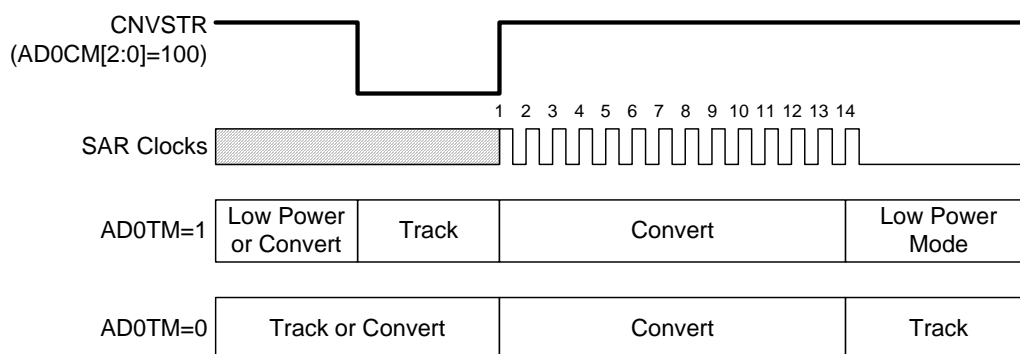 CNVSTR
(AD0CM[2:0]=100)
1 2 3 4 5 6 7 8 9 10 11 12 13 14
SAR Clocks
AD0TM=1
Low Power
or Convert
Track
Convert
Low Power
Mode
AD0TM=0
Track or Convert
Convert
Track